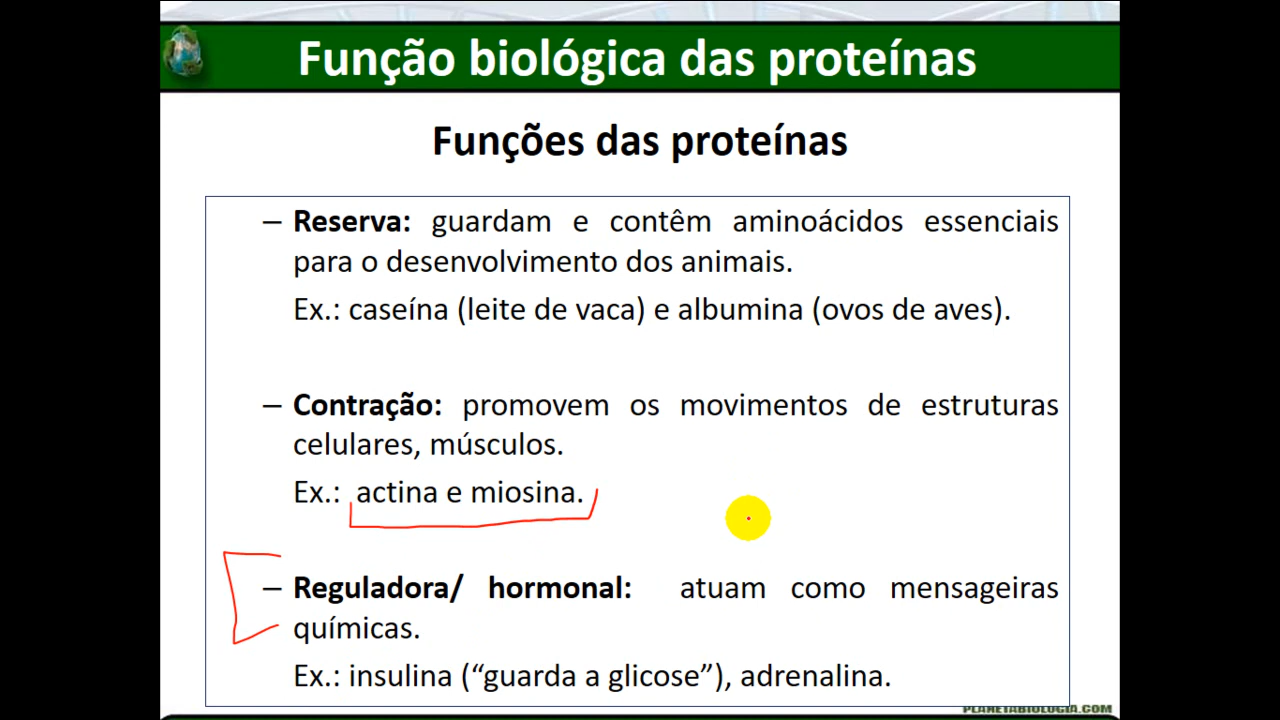 Função biológica das proteínas
Funções das proteínas
– Reserva: guardam e contêm aminoácidos essenciais
para o desenvolvimento dos animais.
Ex.: caseína (leite de vaca) e albumina (ovos de aves).
– Contração: promovem os movimentos de estruturas
celulares, músculos.
Ex.: actina e miosina.
– Reguladora/ hormonal: atuam como mensageiras
químicas.
Ex.: insulina (“guarda a glicose”), adrenalina.
PLANETABIOLOGIA.COM